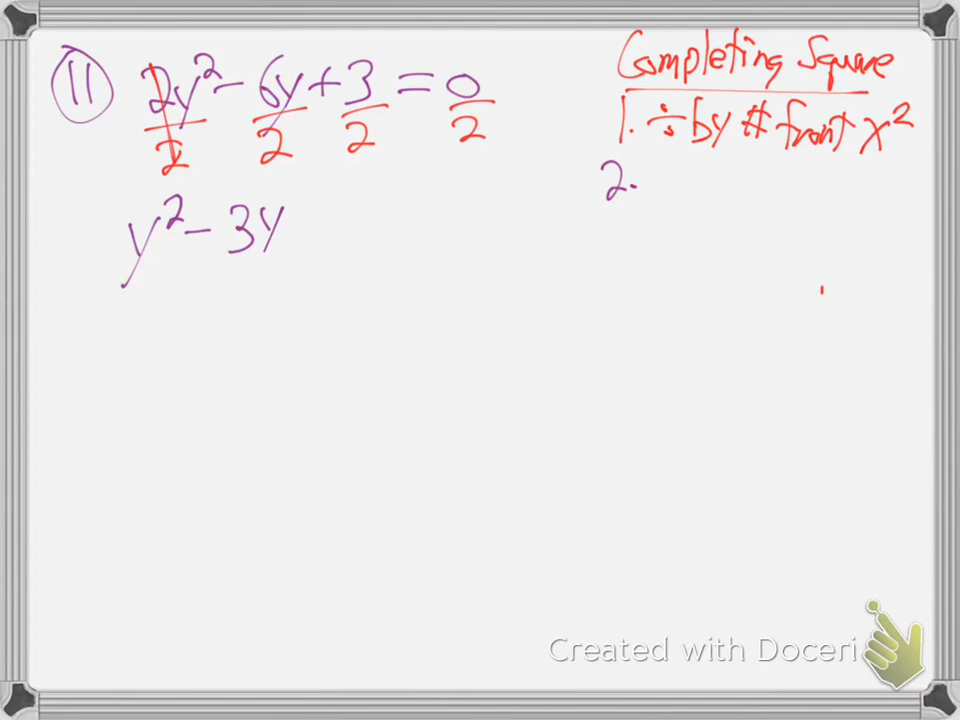 11 2y² - 6y + 3 = 0
2 2 2 2
y² - 3y
Completing Square
1. ÷ by # front x²
2.
Created with Doceri